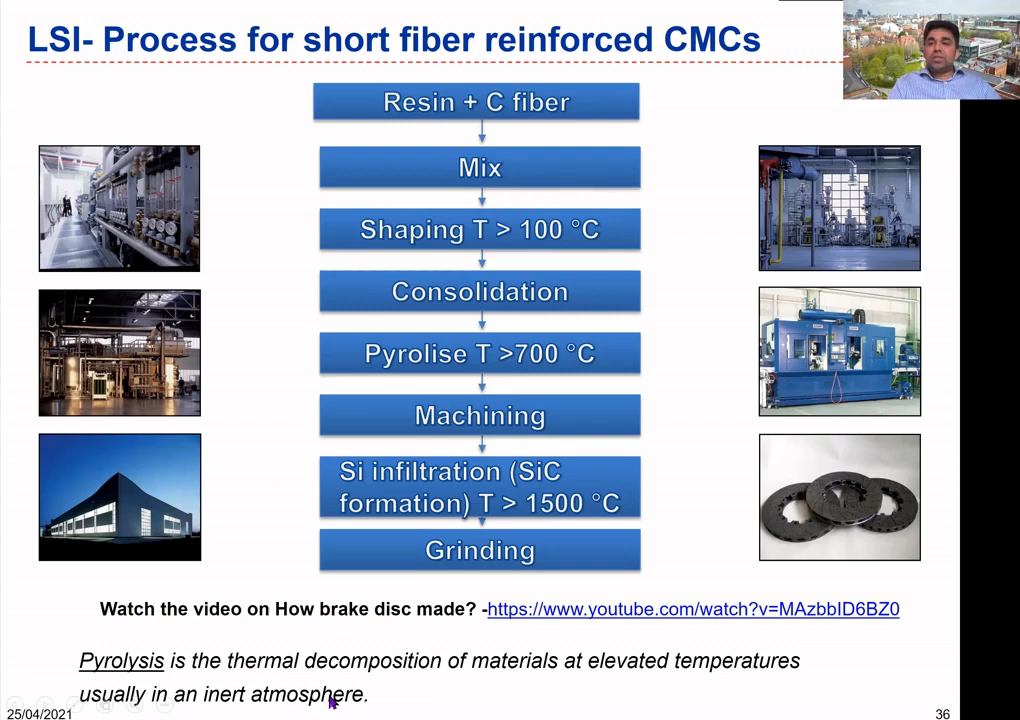 LSI- Process for short fiber reinforced CMCs
Resin + C fiber
Mix
Shaping T > 100 °C
Consolidation
Pyrolise T >700 °C
Machining
Si infiltration (SiC
formation) T > 1500 °C
Grinding
Watch the video on How brake disc made? -https://www.youtube.com/watch?v=MAzbbID6BZ0
Pyrolysis is the thermal decomposition of materials at elevated temperatures
usually in an inert atmosphere.
25/04/2021
36